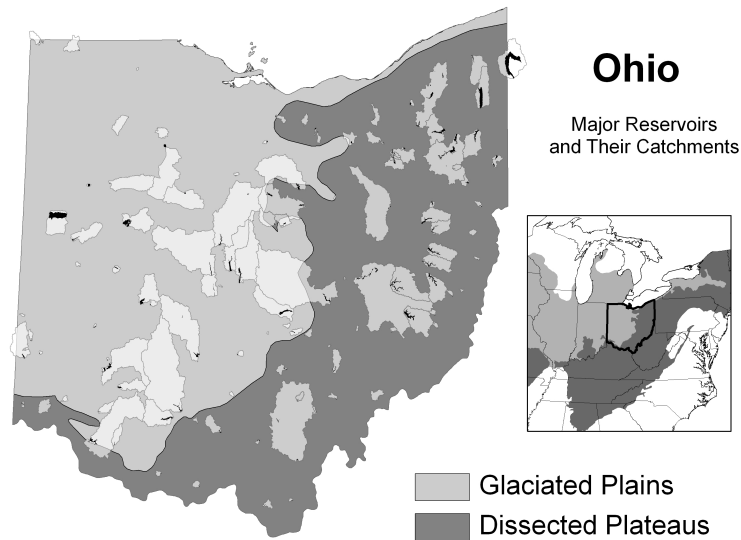 Ohio
Major Reservoirs
and Their Catchments
Glaciated Plains
Dissected Plateaus